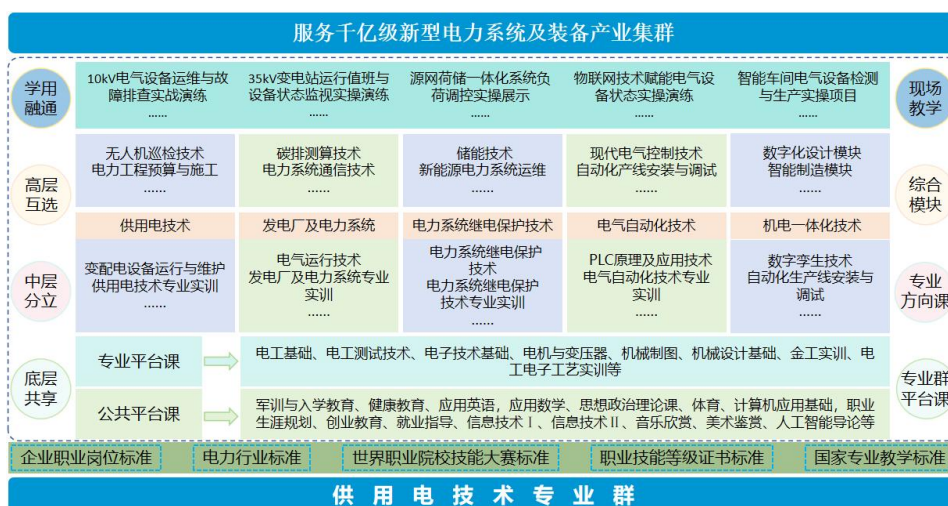 服务千亿级新型电力系统及装备产业集群
学用
融通
10kV电气设备运维与故
障排查实战演练
……
35kV变电站运行值班与
设备状态监视实操演练
……
源网荷储一体化系统负
荷调控实操展示
……
物联网技术赋能电气设
备状态实操演练
……
智能车间电气设备检测
与生产实操项目
……
现场
教学
高层
互选
无人机巡检技术
电力工程预算与施工
……
碳排测算技术
电力系统通信技术
……
储能技术
新能源电力系统运维
……
现代电气控制技术
自动化产线安装与调试
……
数字化设计模块
智能制造模块
……
综合
模块
供用电技术
发电厂及电力系统
电力系统继电保护技术
电气自动化技术
机电一体化技术
中层
分立
变配电设备运行与维护
供用电技术专业实训
……
电气运行技术
发电厂及电力系统专业
实训
……
电力系统继电保护
技术
电力系统继电保护
技术专业实训
……
PLC原理及应用技术
电气自动化技术专业
实训
……
数字孪生技术
自动化生产线安装与
调试
……
专业
方向课
底层
共享
专业平台课
电工基础、电工测试技术、电子技术基础、电机与变压器、机械制图、机械设计基础、金工实训、电
工电子工艺实训等
公共平台课
军训与入学教育、健康教育、应用英语，应用数学、思想政治理论课、体育、计算机应用基础，职业
生涯规划、创业教育、就业指导、信息技术Ⅰ、信息技术Ⅱ、音乐欣赏、美术鉴赏、人工智能导论等
专业群
平台课
企业职业岗位标准
电力行业标准
世界职业院校技能大赛标准
职业技能等级证书标准
国家专业教学标准
供用电技术专业群